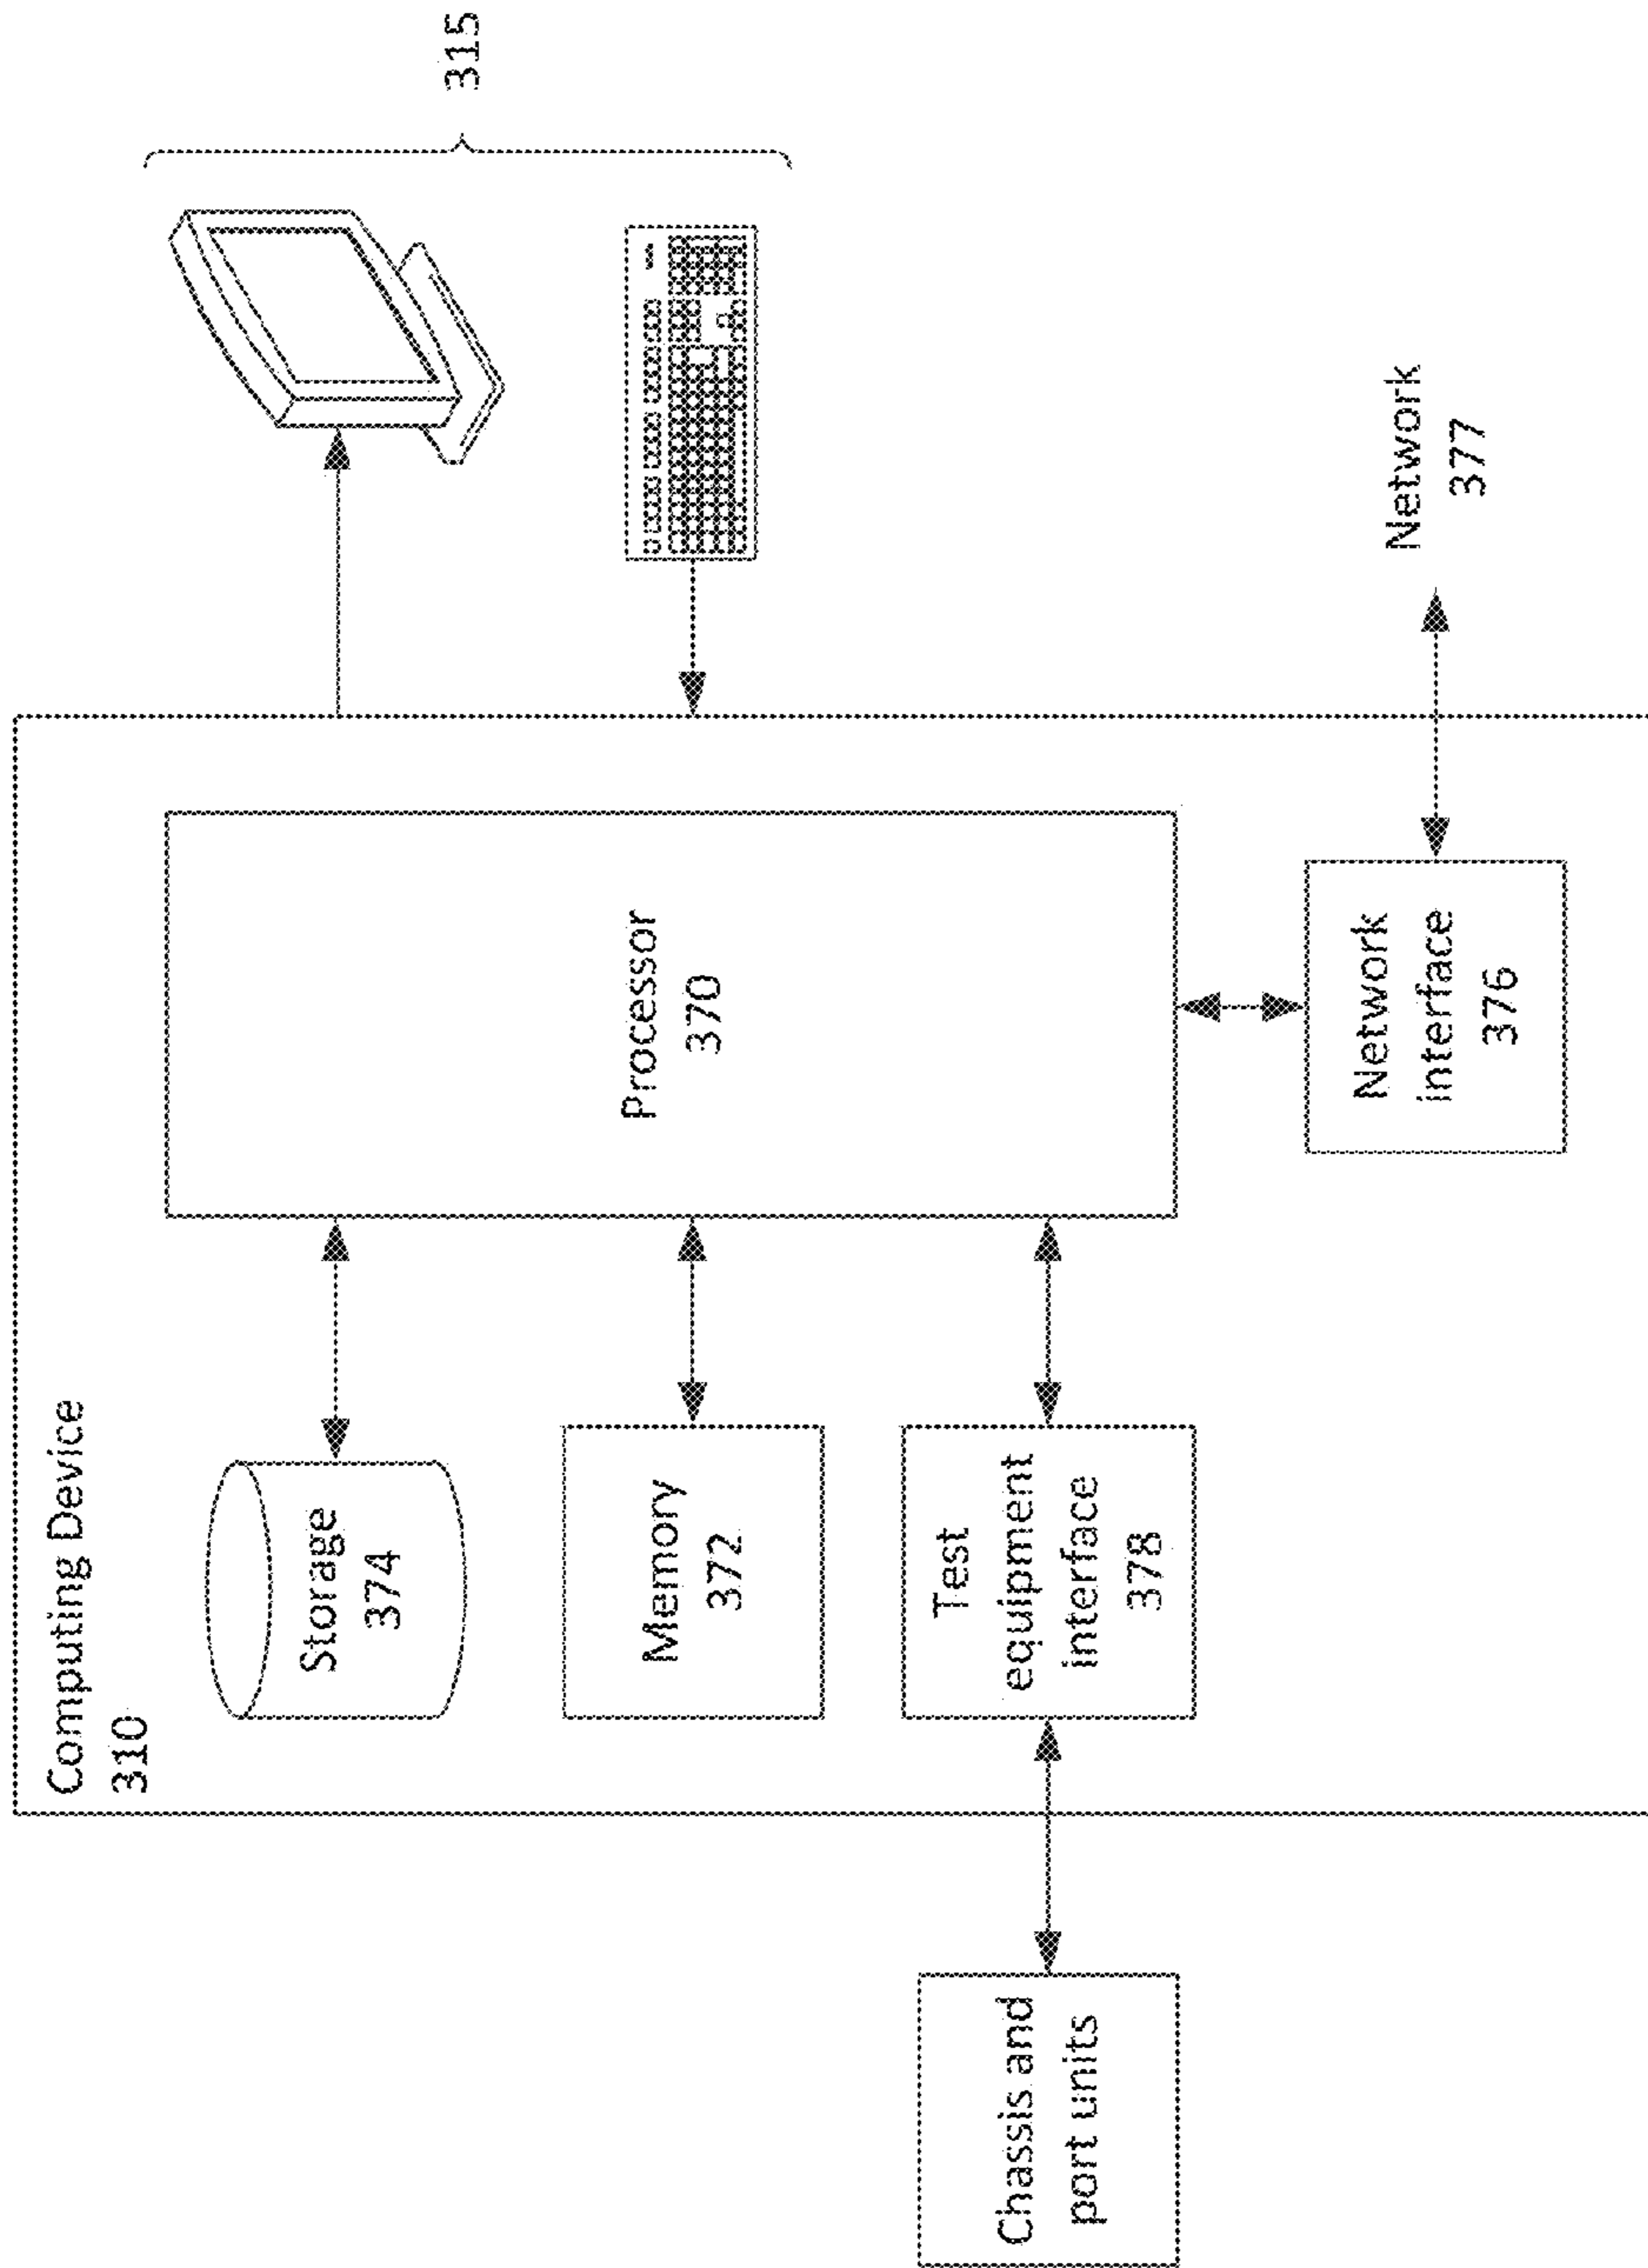 Computing Device
310
Storage
374
Memory
372
Test
equipment
interface
378
Chassis and
port units
Processor
370
Network
interface
376
Network
377
315